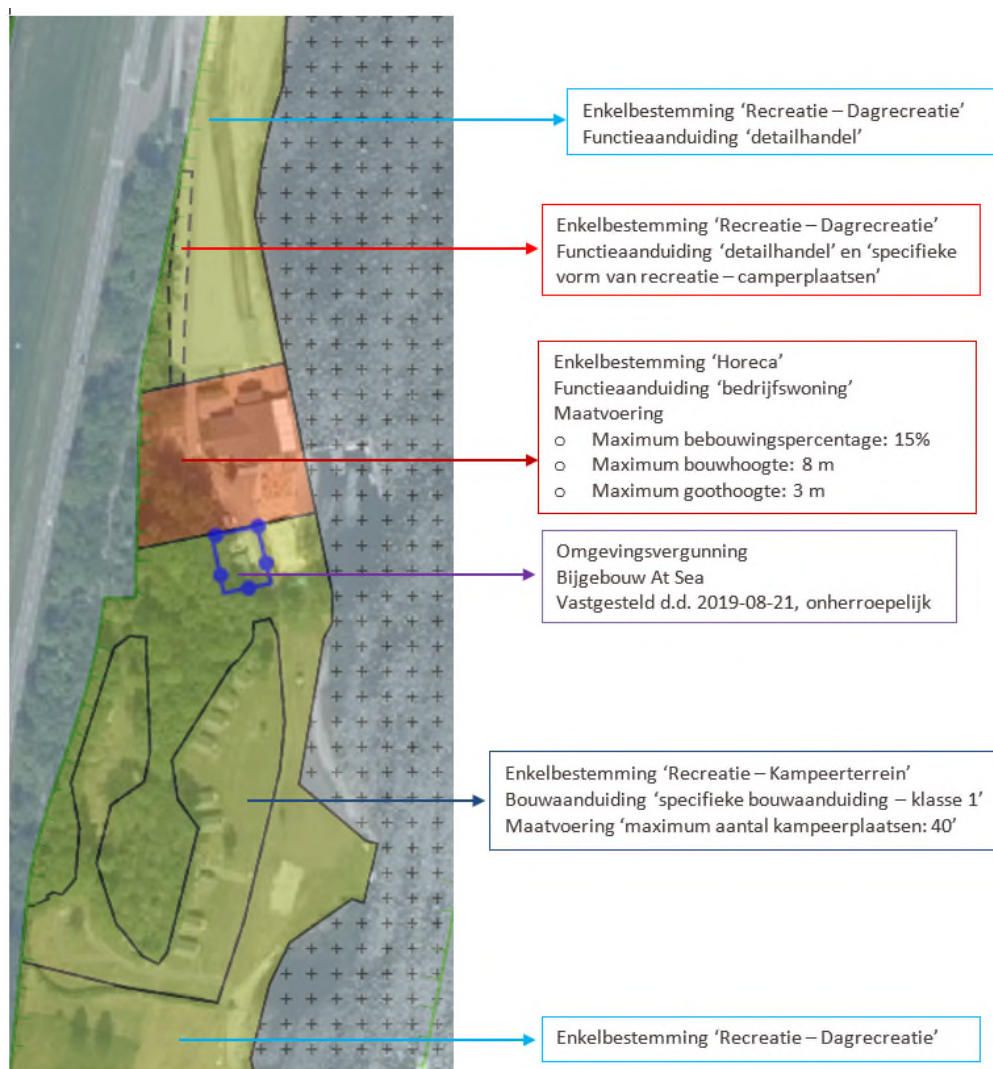 Enkelbestemming ‘Recreatie – Dagrecreatie’
Functieaanduiding ‘detailhandel’
Enkelbestemming ‘Recreatie – Dagrecreatie’
Functieaanduiding ‘detailhandel’ en ‘specifieke
vorm van recreatie – camperplaatsen’
Enkelbestemming ‘Horeca’
Functieaanduiding ‘bedrijfswoning’
Maatvoering
o Maximum bebouwingspercentage: 15%
o Maximum bouwhoogte: 8 m
o Maximum goothoogte: 3 m
Omgevingsvergunning
Bijgebouw At Sea
Vastgesteld d.d. 2019-08-21, onherroepelijk
Enkelbestemming ‘Recreatie – Kampeerterrein’
Bouwaanduiding ‘specifieke bouwaanduiding – klasse 1’
Maatvoering ‘maximum aantal kampeerplaatsen: 40’
Enkelbestemming ‘Recreatie – Dagrecreatie’